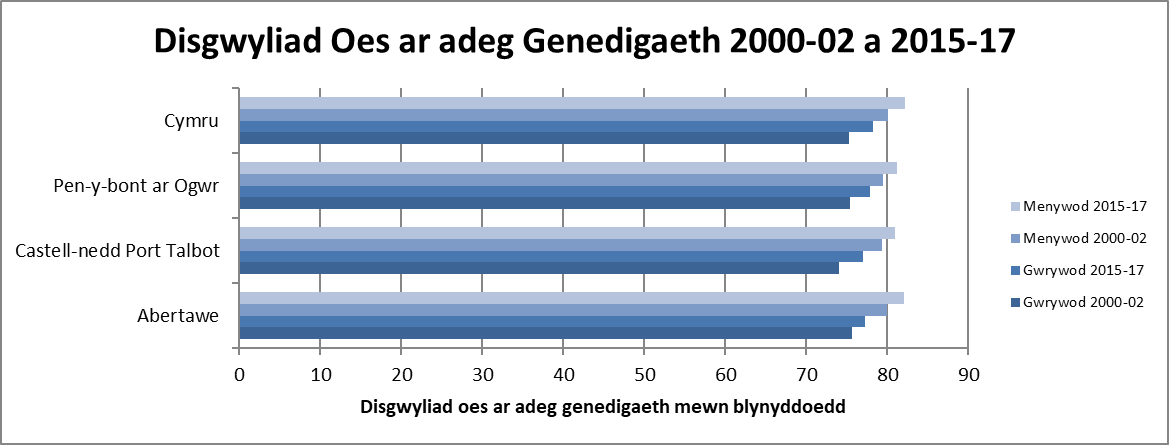 Disgwyliad Oes ar adeg Genedigaeth 2000-02 a 2015-17
Cymru
Pen-y-bont ar Ogwr
Castell-nedd Port Talbot
Abertawe
0 10 20 30 40 50 60 70 80 90
Disgwyliad oes ar adeg genedigaeth mewn blynyddoedd
Menywod 2015-17
Menywod 2000-02
Gwrywod 2015-17
Gwrywod 2000-02